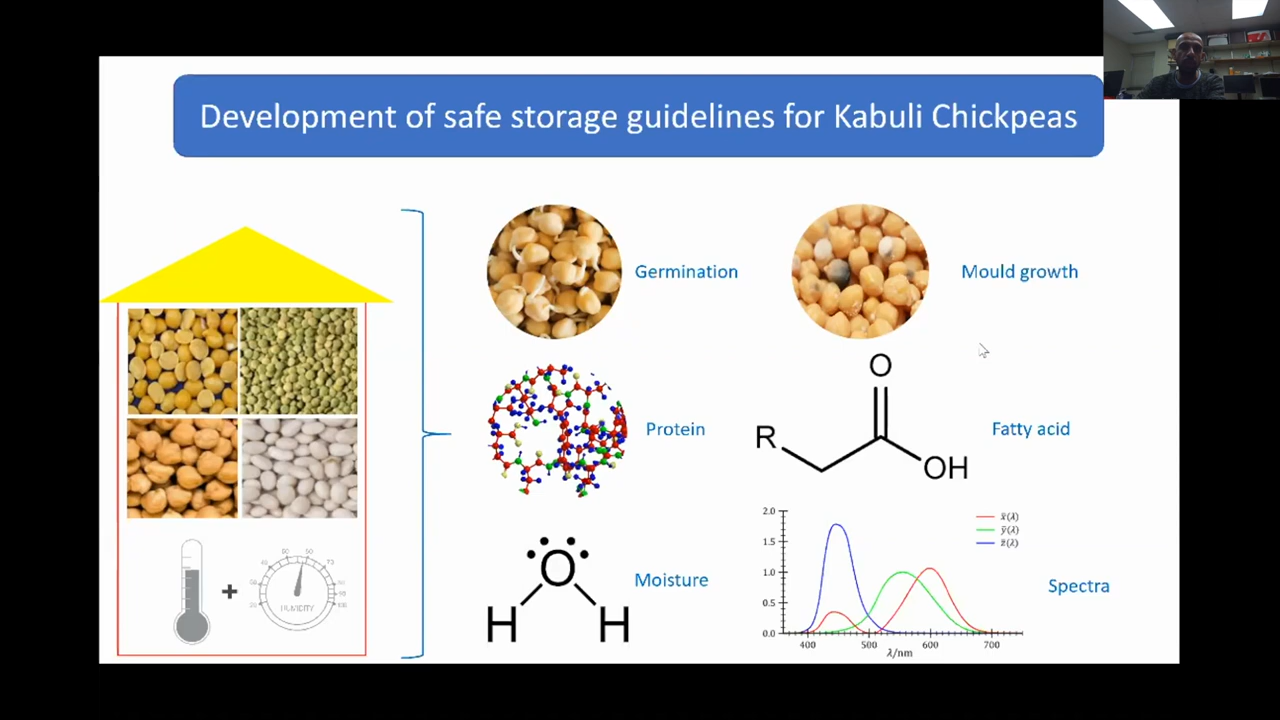 Development of safe storage guidelines for Kabuli Chickpeas
Germination
Mould growth
Protein
R
O
OH
Fatty acid
Moisture
O
H
H
Spectra
2.0
1.5
1.0
0.5
0.0
400
500
600
700
λ/nm
x̄(λ)
ȳ(λ)
z̄(λ)
+
HUMIDITY